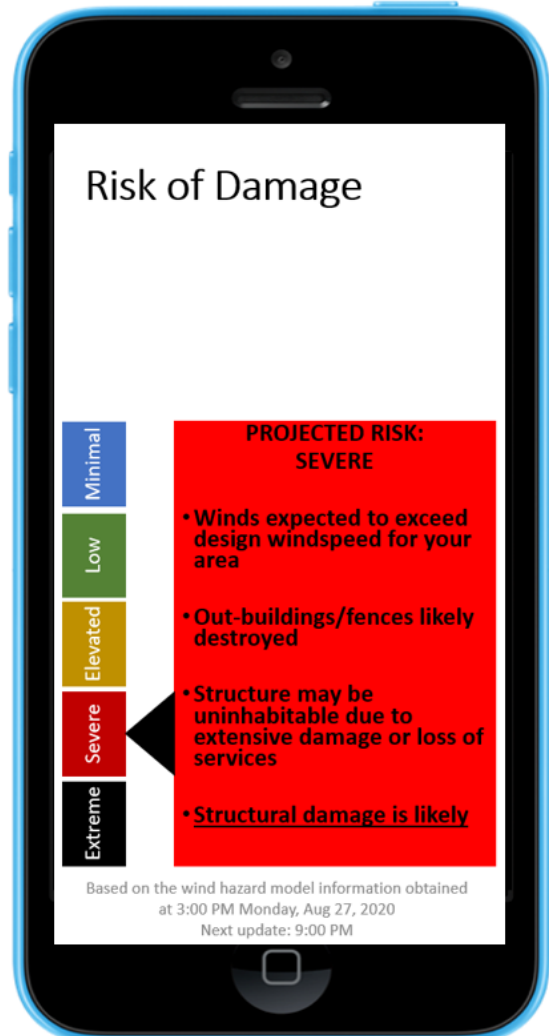 Risk of Damage
Minimal
Low
Elevated
Severe
Extreme
PROJECTED RISK:
SEVERE
•Winds expected to exceed
design windspeed for your
area
•Out-buildings/fences likely
destroyed
•Structure may be
uninhabitable due to
extensive damage or loss of
services
•Structural damage is likely
Based on the wind hazard model information obtained
at 3:00 PM Monday, Aug 27, 2020
Next update: 9:00 PM